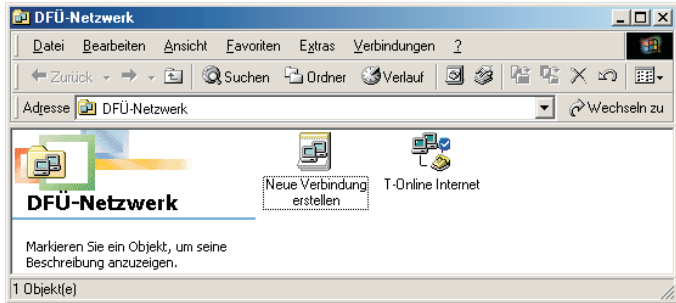 DFÜ-Netzwerk
Datei Bearbeiten Ansicht Favoriten Extras Verbindungen ?
Zurück Suchen Ordner Verlauf
Adresse DFÜ-Netzwerk Wechseln zu
Neue Verbindung erstellen
T-Online Internet
DFÜ-Netzwerk
Markieren Sie ein Objekt, um seine
Beschreibung anzuzeigen.
1 Objekt(e)